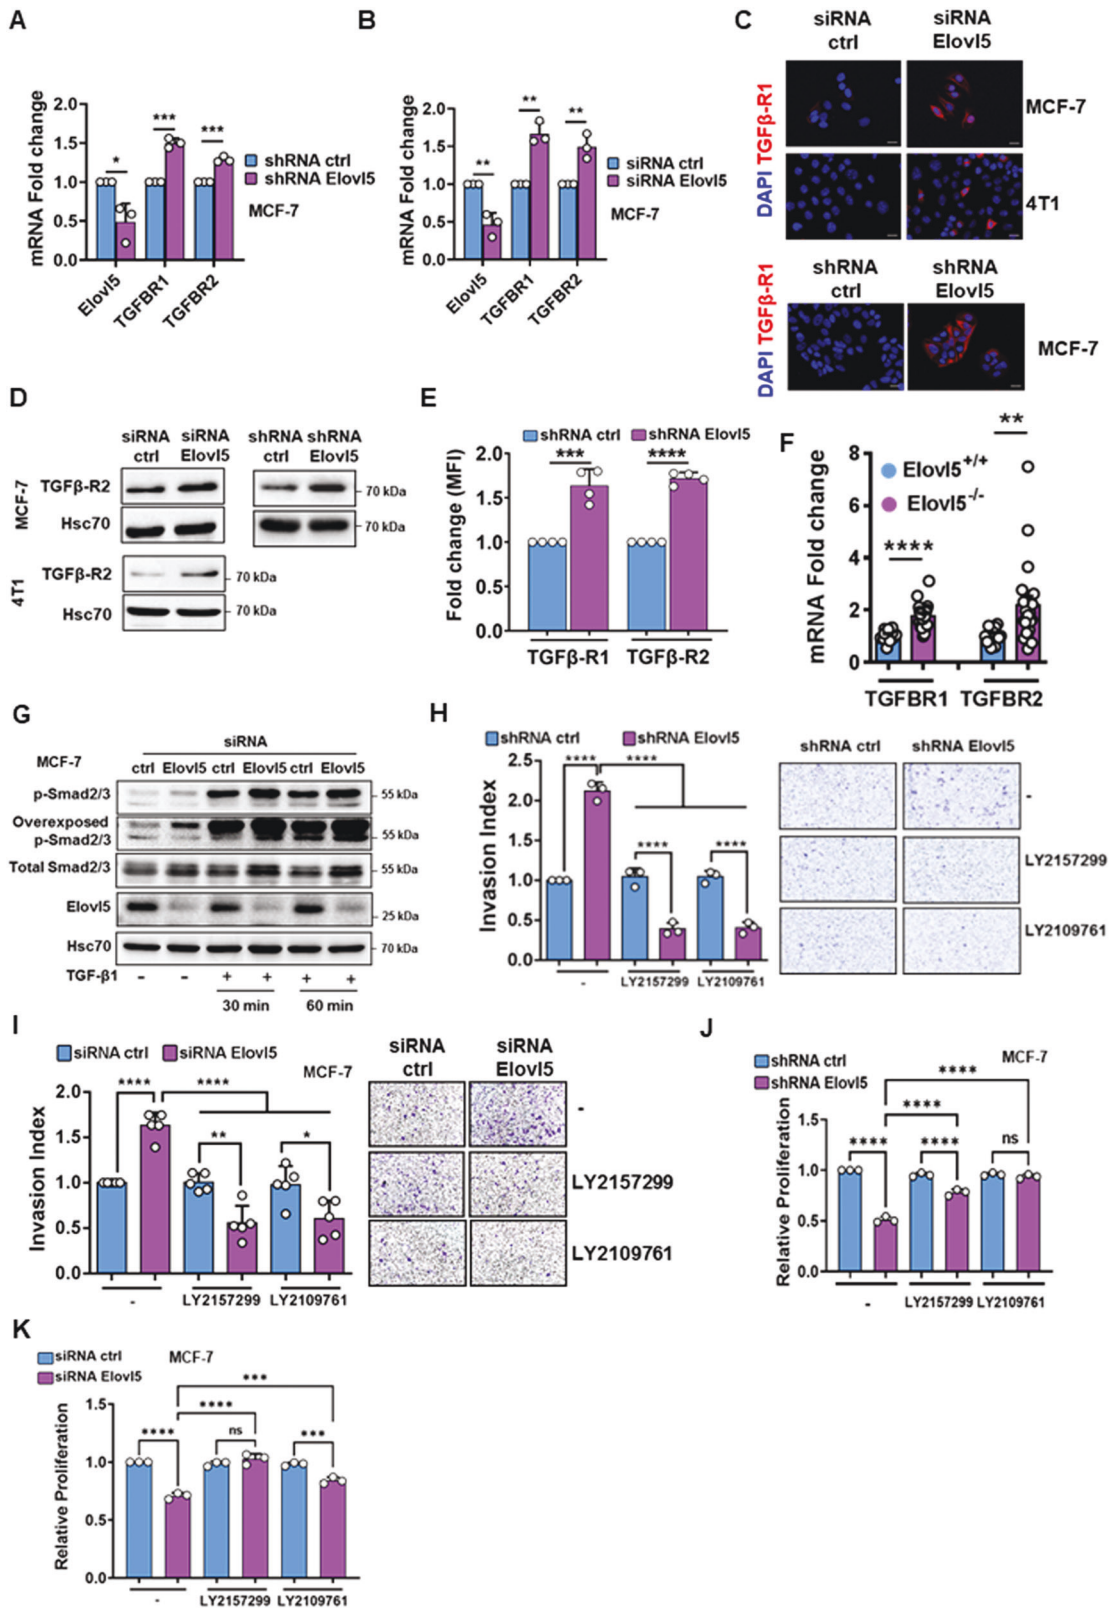 A
mRNA Fold change
2.0
1.5
1.0
0.5
0.0
*
***
***
shRNA ctrl
shRNA Elovl5
MCF-7
Elovl5
TGFBR1
TGFBR2
B
mRNA Fold change
2.0
1.5
1.0
0.5
0.0
**
**
**
siRNA ctrl
siRNA Elovl5
MCF-7
Elovl5
TGFBR1
TGFBR2
C
siRNA ctrl
siRNA Elovl5
DAPI TGFβ-R1
MCF-7
4T1
shRNA ctrl
shRNA Elovl5
DAPI TGFβ-R1
MCF-7
D
siRNA ctrl
siRNA Elovl5
shRNA ctrl
shRNA Elovl5
MCF-7
TGFβ-R2
70 kDa
Hsc70
70 kDa
4T1
TGFβ-R2
70 kDa
Hsc70
70 kDa
E
shRNA ctrl
shRNA Elovl5
Fold change (MFI)
2.0
1.5
1.0
0.5
0.0
***
****
TGFβ-R1
TGFβ-R2
F
mRNA Fold change
8
6
4
2
0
Elovl5+/+
Elovl5-/-
****
**
TGFBR1
TGFBR2
G
siRNA
MCF-7
ctrl Elovl5 ctrl Elovl5 ctrl Elovl5
p-Smad2/3
55 kDa
Overexposed
p-Smad2/3
55 kDa
Total Smad2/3
55 kDa
Elovl5
25 kDa
Hsc70
70 kDa
TGF-β1
- - + + + +
30 min
60 min
H
shRNA ctrl
shRNA Elovl5
Invasion Index
2.5
2.0
1.5
1.0
0.5
0.0
****
****
****
****
-
LY2157299
LY2109761
shRNA ctrl
shRNA Elovl5
-
LY2157299
LY2109761
I
siRNA ctrl
siRNA Elovl5
MCF-7
Invasion Index
2.0
1.5
1.0
0.5
0.0
****
****
**
*
-
LY2157299
LY2109761
siRNA ctrl
siRNA Elovl5
-
LY2157299
LY2109761
J
shRNA ctrl
shRNA Elovl5
MCF-7
Relative Proliferation
1.5
1.0
0.5
0.0
****
****
****
****
ns
-
LY2157299
LY2109761
K
siRNA ctrl
siRNA Elovl5
MCF-7
Relative Proliferation
1.5
1.0
0.5
0.0
***
****
****
ns
***
-
LY2157299
LY2109761